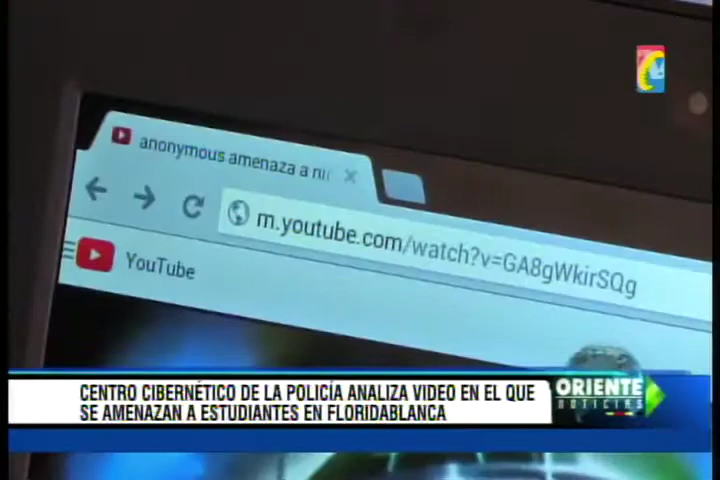 anonymous amenaza a ni
m.youtube.com/watch?v=GA8gWkirSQg
YouTube
CENTRO CIBERNÉTICO DE LA POLICÍA ANALIZA VIDEO EN EL QUE
SE AMENAZAN A ESTUDIANTES EN FLORIDABLANCA
ORIENTE
NOTICIAS